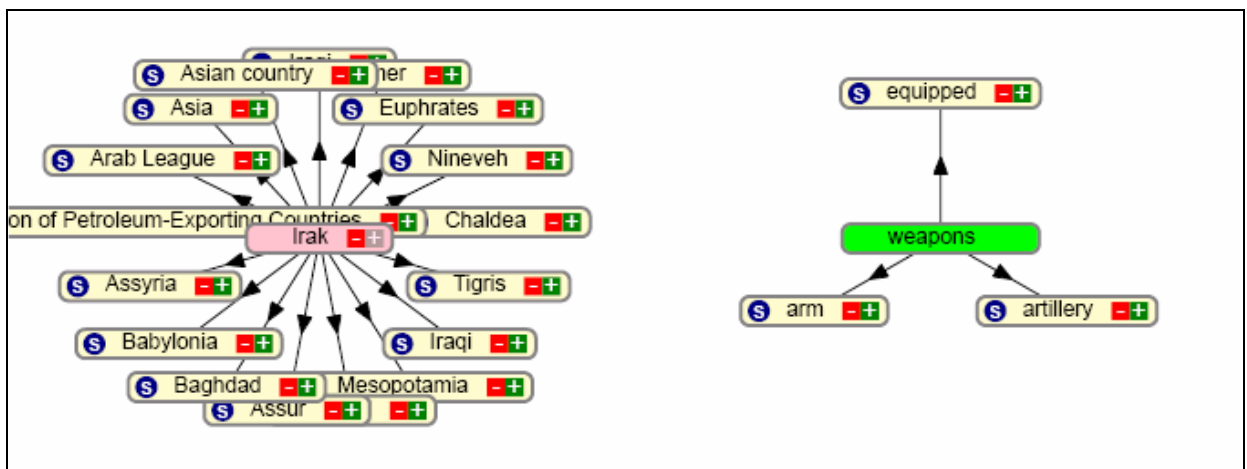 Asian country
Asia
Euphrates
Arab League
Nineveh
on of Petroleum-Exporting Countries
Chaldea
Irak
Assyria
Tigris
Babylonia
Iraqi
Baghdad
Mesopotamia
Assur
equipped
weapons
arm
artillery